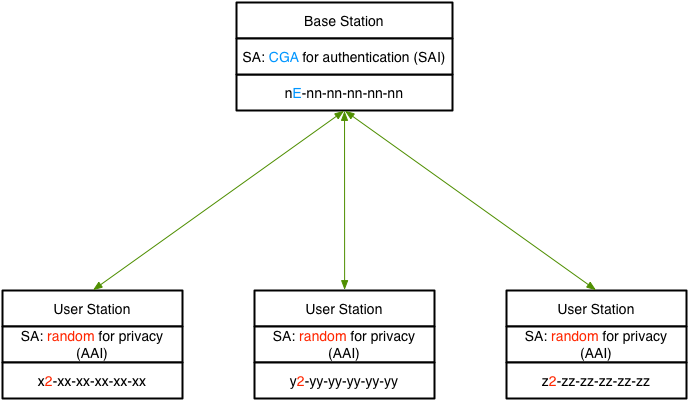 Base Station
SA: CGA for authentication (SAI)
nE-nn-nn-nn-nn-nn
User Station
SA: random for privacy
(AAI)
x2-xx-xx-xx-xx-xx
User Station
SA: random for privacy
(AAI)
y2-yy-yy-yy-yy-yy
User Station
SA: random for privacy
(AAI)
z2-zz-zz-zz-zz-zz